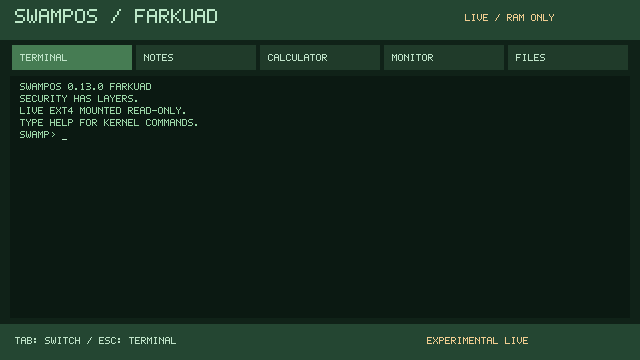 SWAMPOS / FARKUAD
LIVE / RAM ONLY
TERMINAL
NOTES
CALCULATOR
MONITOR
FILES
SWAMPOS 0.13.0 FARKUAD
SECURITY HAS LAYERS.
LIVE EXT4 MOUNTED READ-ONLY.
TYPE HELP FOR KERNEL COMMANDS.
SWAMP> _
TAB: SWITCH / ESC: TERMINAL
EXPERIMENTAL LIVE